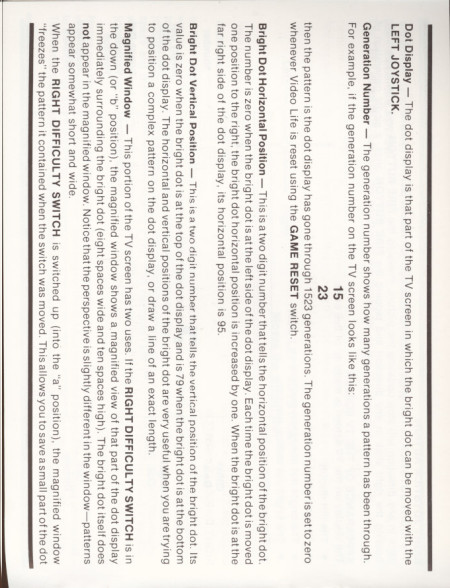 Dot Display — The dot display is that part of the TV screen in which the bright dot can be moved with the
LEFT JOYSTICK.
Generation Number — The generation number shows how many generations a pattern has been through.
For example, if the generation number on the TV screen looks like this:
15
23
then the pattern is the dot display has gone through 1523 generations. The generation number is set to zero
whenever Video Life is reset using the GAME RESET switch.
Bright Dot Horizontal Position — This is a two digit number that tells the horizontal position of the bright dot.
The number is zero when the bright dot is at the left side of the dot display. Each time the bright dot is moved
one position to the right, the bright dot horizontal position is increased by one. When the bright dot is at the
far right side of the dot display, its horizontal position is 95.
Bright Dot Vertical Position — This is a two digit number that tells the vertical position of the bright dot. Its
value is zero when the bright dot is at the top of the dot display and is 79 when the bright dot is at the bottom
of the dot display. The horizontal and vertical positions of the bright dot are very useful when you are trying
to position a complex pattern on the dot display, or draw a line of an exact length.
Magnified Window — This portion of the TV screen has two uses. If the RIGHT DIFFICULTY SWITCH is in
the down (or "b" position), the magnified window shows a magnified view of that part of the dot display
immediately surrounding the bright dot (eight spaces wide and ten spaces high). The bright dot itself does
not appear in the magnified window. Notice that the perspective is slightly different in the window—patterns
appear somewhat short and wide.
When the RIGHT DIFFICULTY SWITCH is switched up (into the "a" position), the magnified window
"freezes" the pattern it contained when the switch was moved. This allows you to save a small part of the dot